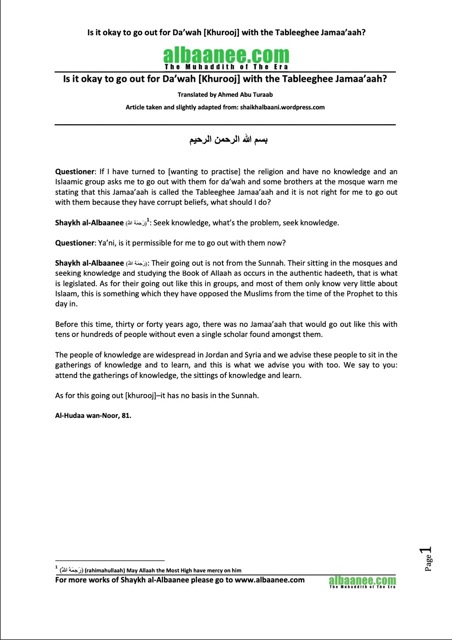 Is it okay to go out for Da’wah [Khurooj] with the Tableeghee Jamaa’aah?
albaanee.com
The Muhaddith of The Era
Is it okay to go out for Da’wah [Khurooj] with the Tableeghee Jamaa’aah?
Translated by Ahmed Abu Turaab
Article taken and slightly adapted from: shaikhalbaani.wordpress.com
بسم الله الرحمن الرحيم
Questioner: If I have turned to [wanting to practise] the religion and have no knowledge and an
Islaamic group asks me to go out with them for da’wah and some brothers at the mosque warn me
stating that this Jamaa’aah is called the Tableeghee Jamaa’aah and it is not right for me to go out
with them because they have corrupt beliefs, what should I do?
Shaykh al-Albaanee (رَحِمَهُ اللهُ)1: Seek knowledge, what’s the problem, seek knowledge.
Questioner: Ya’ni, is it permissible for me to go out with them now?
Shaykh al-Albaanee (رَحِمَهُ اللهُ): Their going out is not from the Sunnah. Their sitting in the mosques and
seeking knowledge and studying the Book of Allaah as occurs in the authentic hadeeth, that is what
is legislated. As for their going out like this in groups, and most of them only know very little about
Islaam, this is something which they have opposed the Muslims from the time of the Prophet to this
day in.
Before this time, thirty or forty years ago, there was no Jamaa’aah that would go out like this with
tens or hundreds of people without even a single scholar found amongst them.
The people of knowledge are widespread in Jordan and Syria and we advise these people to sit in the
gatherings of knowledge and to learn, and this is what we advise you with too. We say to you:
attend the gatherings of knowledge, the sittings of knowledge and learn.
As for this going out [khurooj]–it has no basis in the Sunnah.
Al-Hudaa wan-Noor, 81.
Page 1
1 (رَحِمَهُ اللهُ) (rahimahullaah) May Allaah the Most High have mercy on him
For more works of Shaykh al-Albaanee please go to www.albaanee.com
albaanee.com
The Muhaddith of The Era